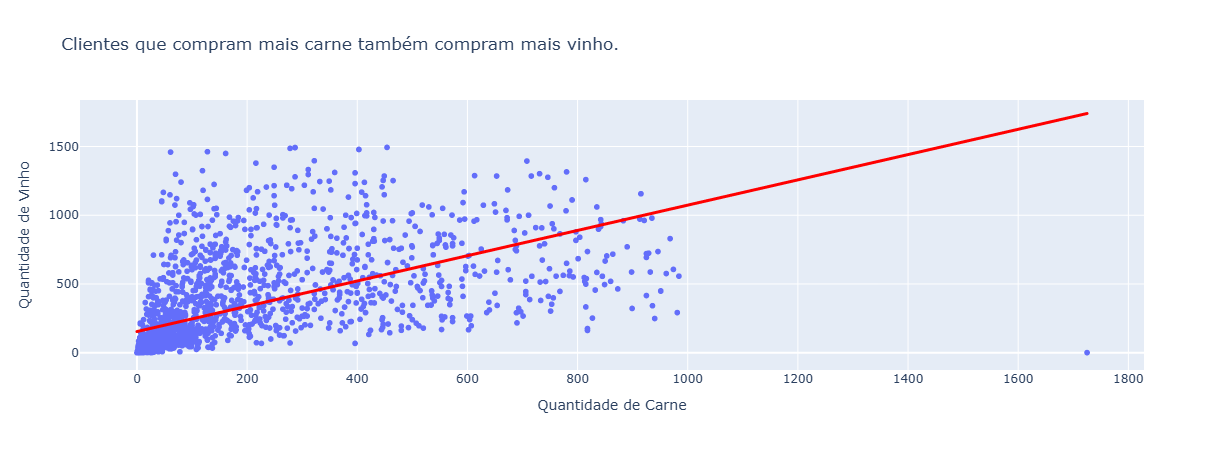 Clientes que compram mais carne também compram mais vinho.
1500
1000
500
0
Quantidade de Vinho
0 200 400 600 800 1000 1200 1400 1600 1800
Quantidade de Carne